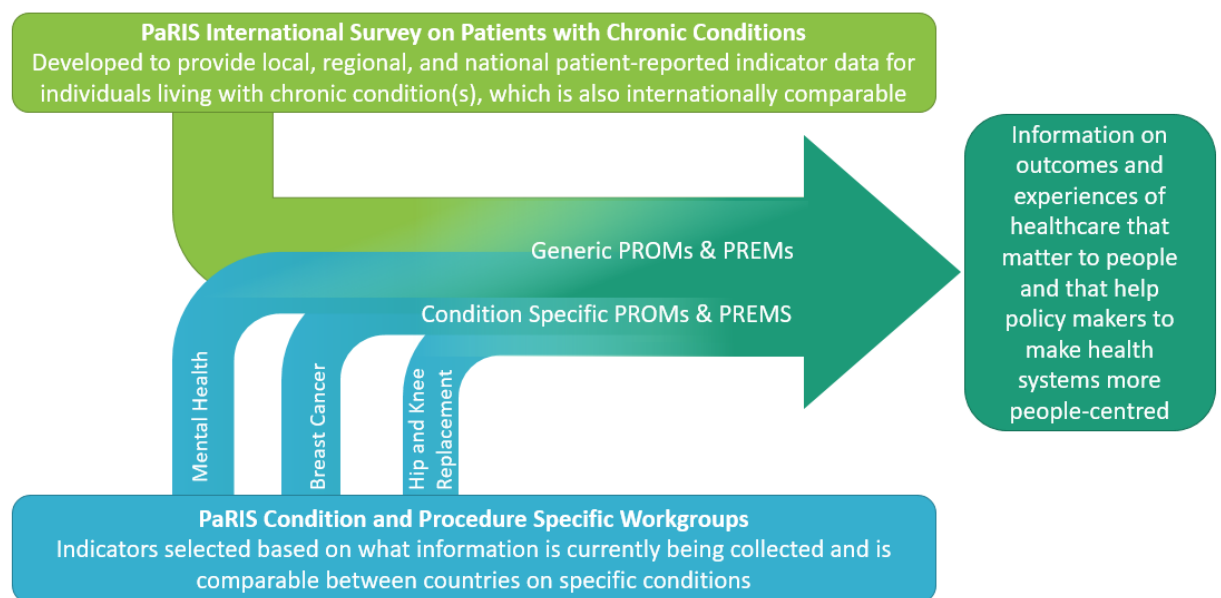 PaRIS International Survey on Patients with Chronic Conditions
Developed to provide local, regional, and national patient-reported indicator data for
individuals living with chronic condition(s), which is also internationally comparable
Generic PROMs & PREMs
Condition Specific PROMs & PREMS
Mental Health
Breast Cancer
Hip and Knee
Replacement
PaRIS Condition and Procedure Specific Workgroups
Indicators selected based on what information is currently being collected and is
comparable between countries on specific conditions
Information on
outcomes and
experiences of
healthcare that
matter to people
and that help
policy makers to
make health
systems more
people-centred